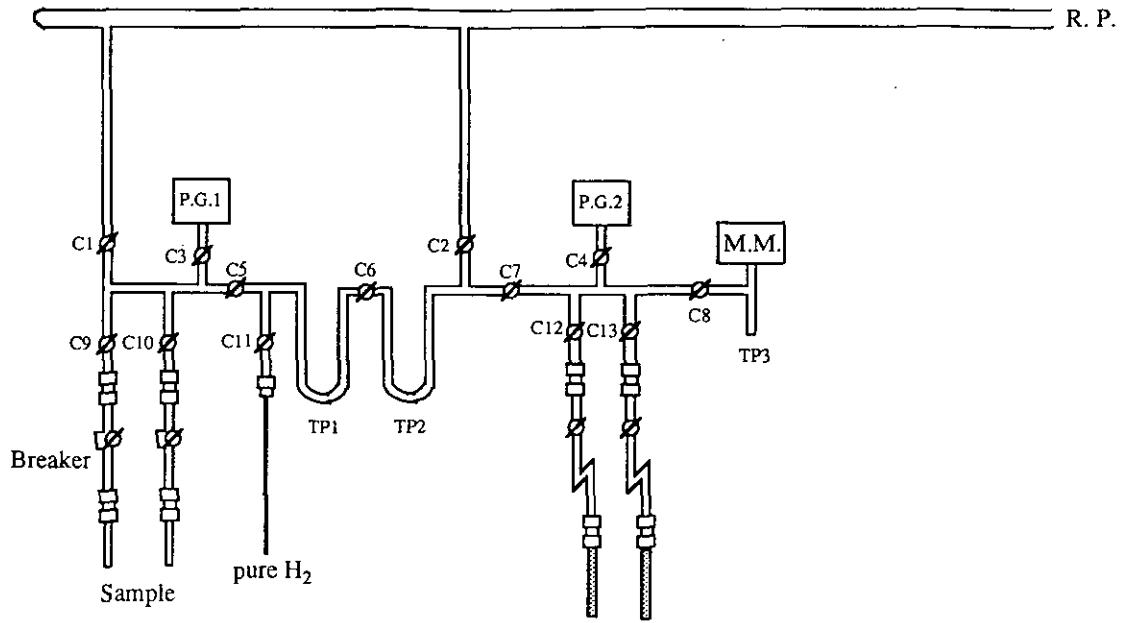 R. P.
P.G.1
P.G.2
M.M.
C1
C3
C5
C6
C2
C4
C7
C8
C9
C10
C11
C12
C13
TP1
TP2
TP3
Breaker
pure H₂
Sample